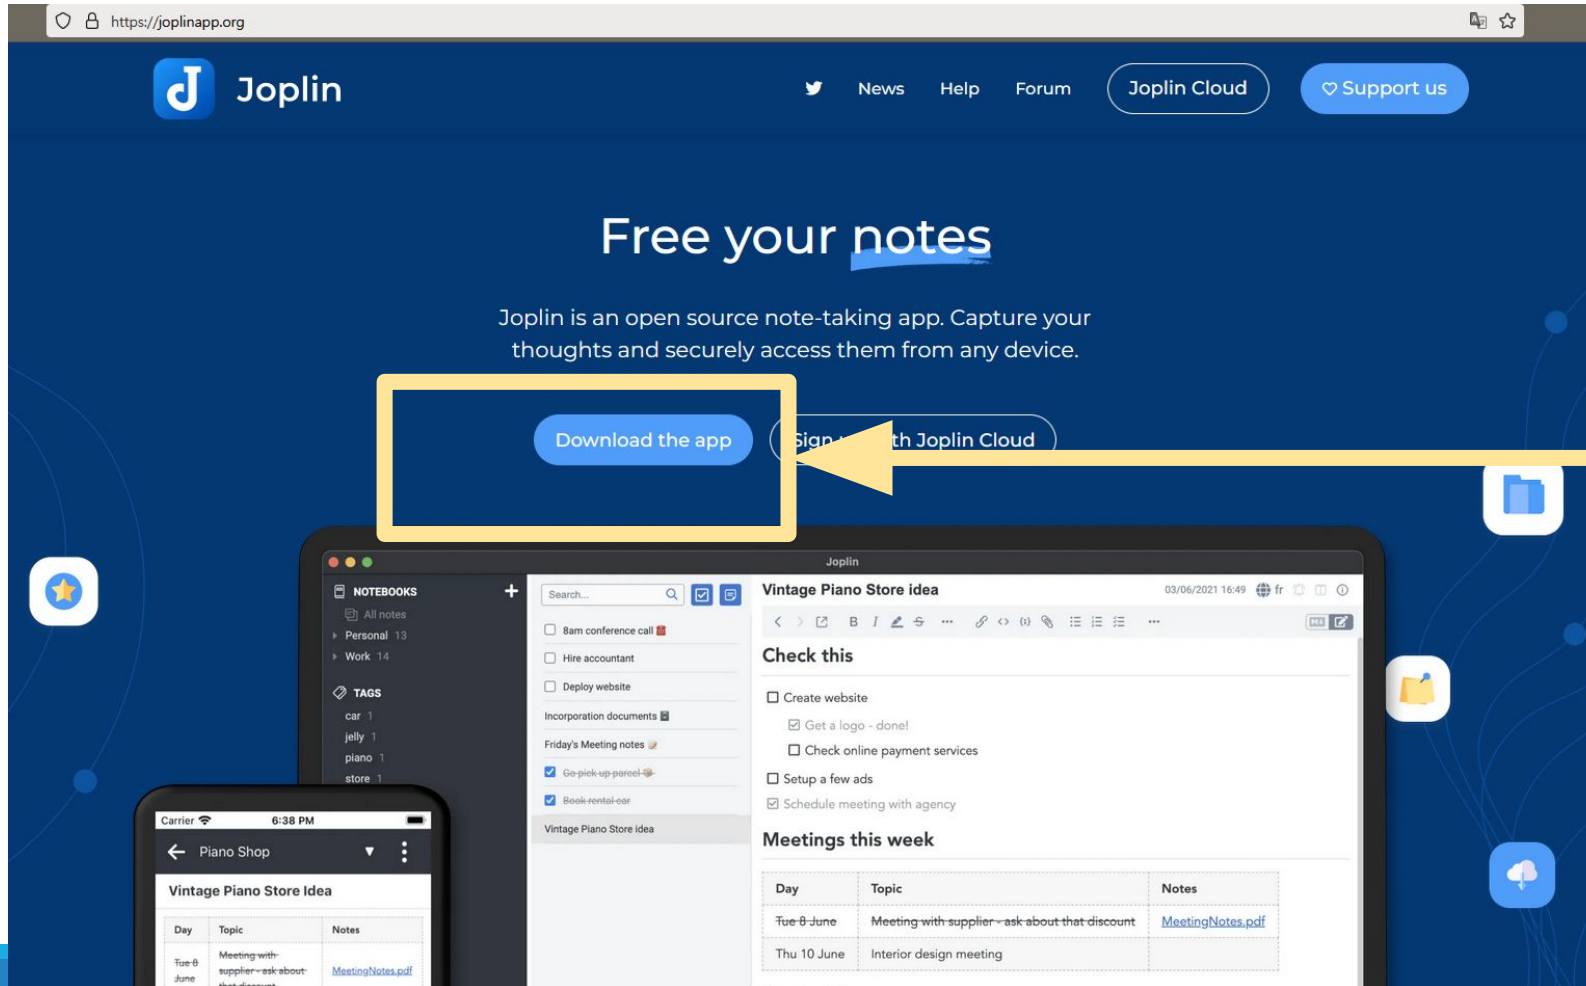 https://joplinapp.org
Joplin
News Help Forum Joplin Cloud Support us
Free your notes
Joplin is an open source note-taking app. Capture your
thoughts and securely access them from any device.
Download the app
Sign th Joplin Cloud
Joplin
NOTEBOOKS
All notes
Personal 13
Work 14
TAGS
car 1
jelly 1
piano 1
store 1
Search...
8am conference call
Hire accountant
Deploy website
Incorporation documents
Friday's Meeting notes
Go pick up parcel
Book rental car
Vintage Piano Store idea
Vintage Piano Store idea
03/06/2021 16:49 fr
Check this
Create website
Get a logo - done!
Check online payment services
Setup a few ads
Schedule meeting with agency
Meetings this week
Day Topic Notes
Tue 8 June Meeting with supplier - ask about that discount MeetingNotes.pdf
Thu 10 June Interior design meeting
Carrier 6:38 PM
Piano Shop
Vintage Piano Store Idea
Day Topic Notes
Tue 8
June
Meeting with
supplier - ask about
that discount
MeetingNotes.pdf